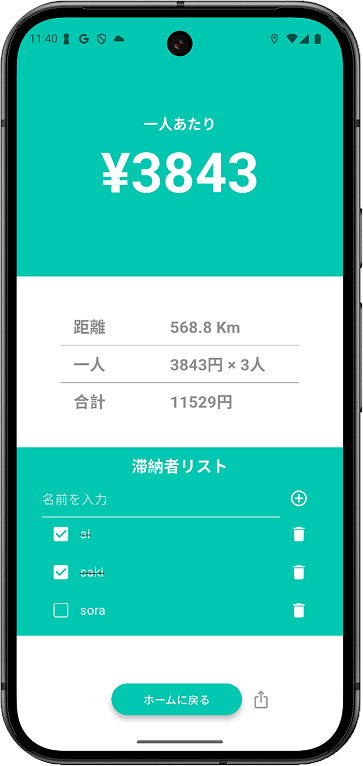 11:40
一人あたり
¥3843
距離 568.8 Km
一人 3843円 × 3人
合計 11529円
滞納者リスト
名前を入力
ai
saki
sora
ホームに戻る